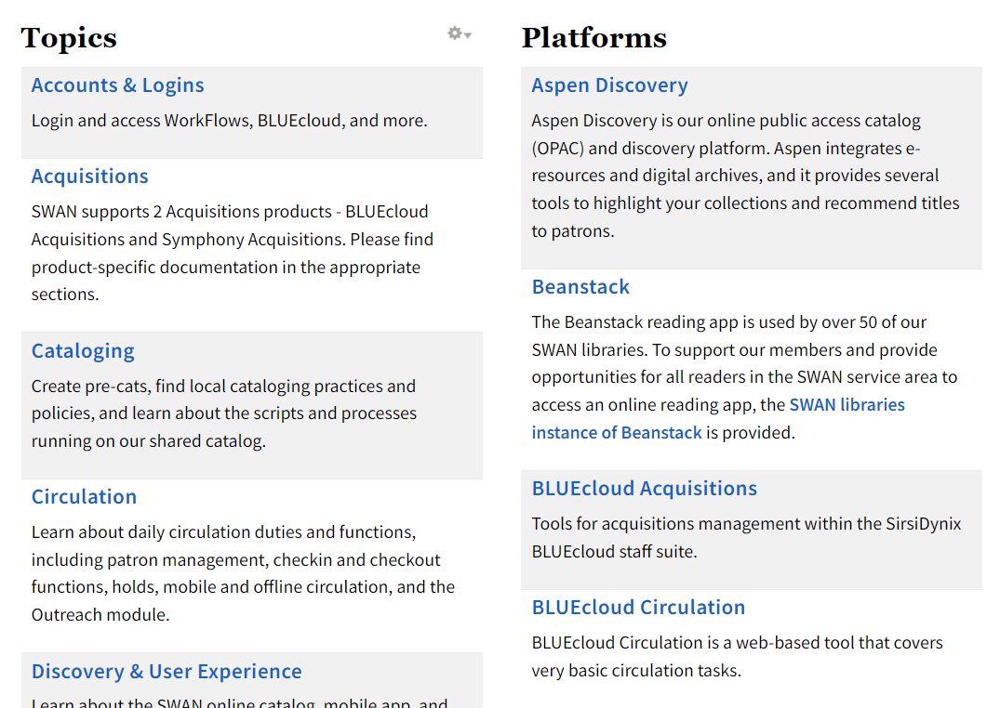 Topics
Accounts & Logins
Login and access WorkFlows, BLUEcloud, and more.
Acquisitions
SWAN supports 2 Acquisitions products - BLUEcloud
Acquisitions and Symphony Acquisitions. Please find
product-specific documentation in the appropriate
sections.
Cataloging
Create pre-cats, find local cataloging practices and
policies, and learn about the scripts and processes
running on our shared catalog.
Circulation
Learn about daily circulation duties and functions,
including patron management, checkin and checkout
functions, holds, mobile and offline circulation, and the
Outreach module.
Discovery & User Experience
Learn about the SWAN online catalog, mobile app, and
Platforms
Aspen Discovery
Aspen Discovery is our online public access catalog
(OPAC) and discovery platform. Aspen integrates e-
resources and digital archives, and it provides several
tools to highlight your collections and recommend titles
to patrons.
Beanstack
The Beanstack reading app is used by over 50 of our
SWAN libraries. To support our members and provide
opportunities for all readers in the SWAN service area to
access an online reading app, the SWAN libraries
instance of Beanstack is provided.
BLUEcloud Acquisitions
Tools for acquisitions management within the SirsiDynix
BLUEcloud staff suite.
BLUEcloud Circulation
BLUEcloud Circulation is a web-based tool that covers
very basic circulation tasks.